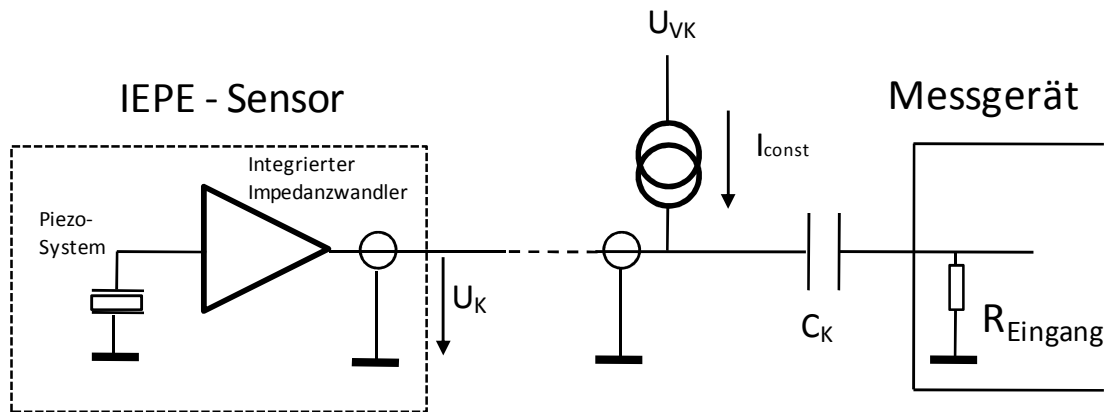 U_VK
IEPE - Sensor
Messgerät
Integrierter
Impedanzwandler
I_const
Piezo-
System
U_K
C_K
R_Eingang